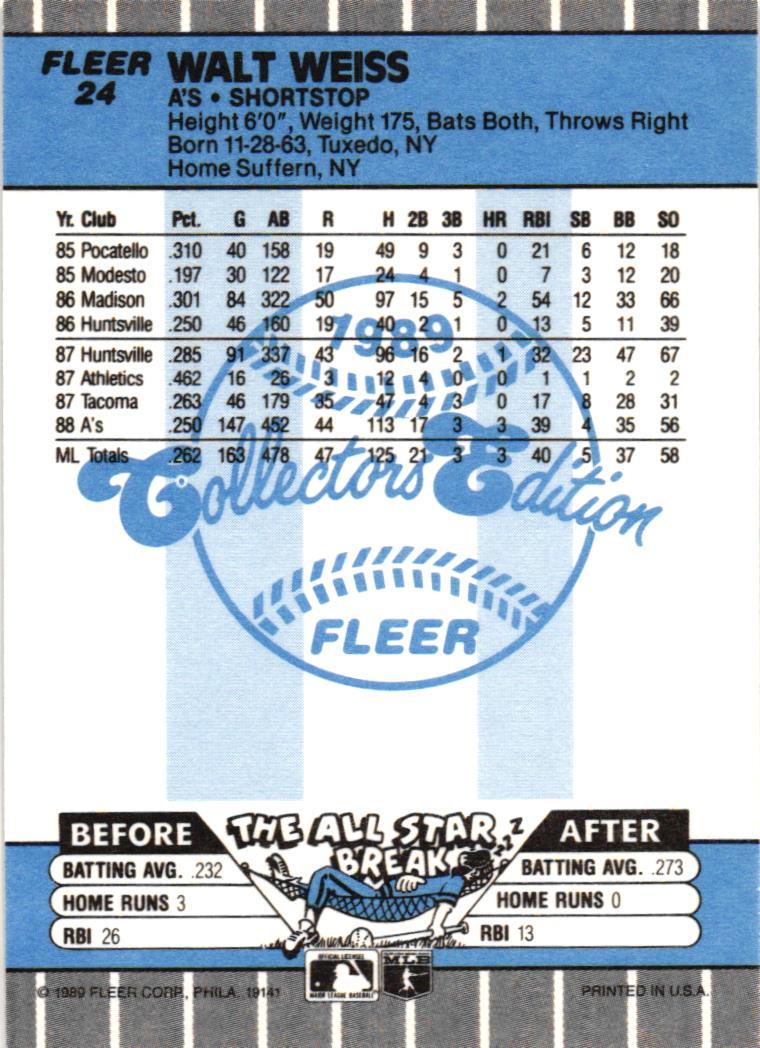 FLEER WALT WEISS
24 A'S • SHORTSTOP
Height 6'0", Weight 175, Bats Both, Throws Right
Born 11-28-63, Tuxedo, NY
Home Suffern, NY
Yr. Club Pct. G AB R H 2B 3B HR RBI SB BB SO
85 Pocatello .310 40 158 19 49 9 3 0 21 6 12 18
85 Modesto .197 30 122 17 24 4 1 0 7 3 12 20
86 Madison .301 84 322 50 97 15 5 2 54 12 33 66
86 Huntsville .250 46 160 19 40 2 1 0 13 5 11 39
87 Huntsville .285 91 337 43 96 16 2 1 32 23 47 67
87 Athletics .462 16 26 3 12 4 0 0 1 1 2 2
87 Tacoma .263 46 179 35 47 4 3 0 17 8 28 31
88 A's .250 147 452 44 113 17 3 3 39 4 35 56
ML Totals .262 163 478 47 125 21 3 3 40 5 37 58
1989
Collectors Edition
FLEER
THE ALL STAR
BREAK
zzZZ
BEFORE
BATTING AVG. .232
HOME RUNS 3
RBI 26
AFTER
BATTING AVG. .273
HOME RUNS 0
RBI 13
OFFICIAL LICENSEE
MAJOR LEAGUE BASEBALL
MLB
© 1989 FLEER CORP., PHILA. 19141 PRINTED IN U.S.A.